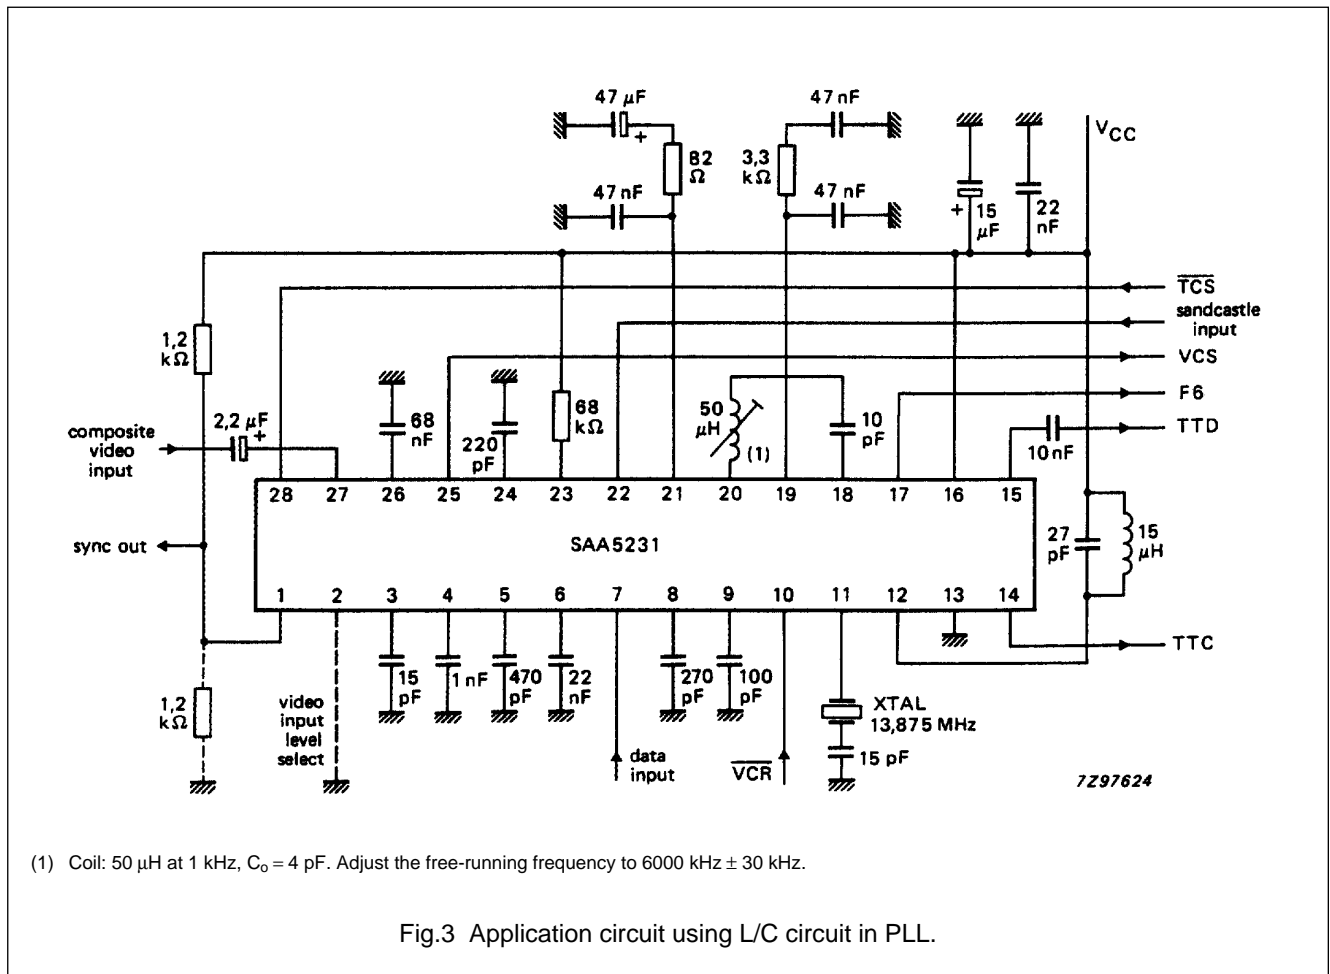 47 µF
47 nF
+
82
Ω
3,3
kΩ
47 nF
47 nF
+
15
µF
22
nF
VCC
TCS
sandcastle
input
VCS
F6
TTD
10 nF
1,2
kΩ
2,2 µF
+
composite
video
input
68
nF
220
pF
68
kΩ
50
µH
(1)
10
pF
28 27 26 25 24 23 22 21 20 19 18 17 16 15
sync out
SAA5231
27
pF
15
µH
1 2 3 4 5 6 7 8 9 10 11 12 13 14
TTC
15
pF
1 nF
470
pF
22
nF
270
pF
100
pF
1,2
kΩ
video
input
level
select
data
input
VCR
XTAL
13,875 MHz
15 pF
7Z97624
(1) Coil: 50 µH at 1 kHz, Co = 4 pF. Adjust the free-running frequency to 6000 kHz ± 30 kHz.
Fig.3 Application circuit using L/C circuit in PLL.